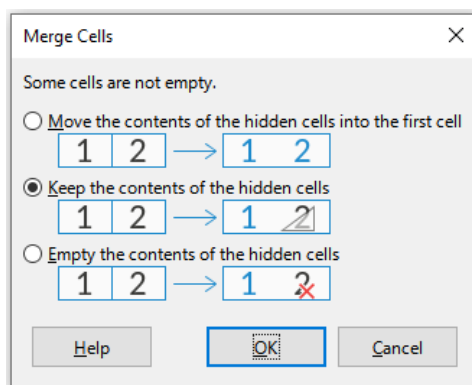 Merge Cells
Some cells are not empty.
Move the contents of the hidden cells into the first cell
1 2 1 2
Keep the contents of the hidden cells
1 2 1 2
Empty the contents of the hidden cells
1 2 1 2
Help OK Cancel